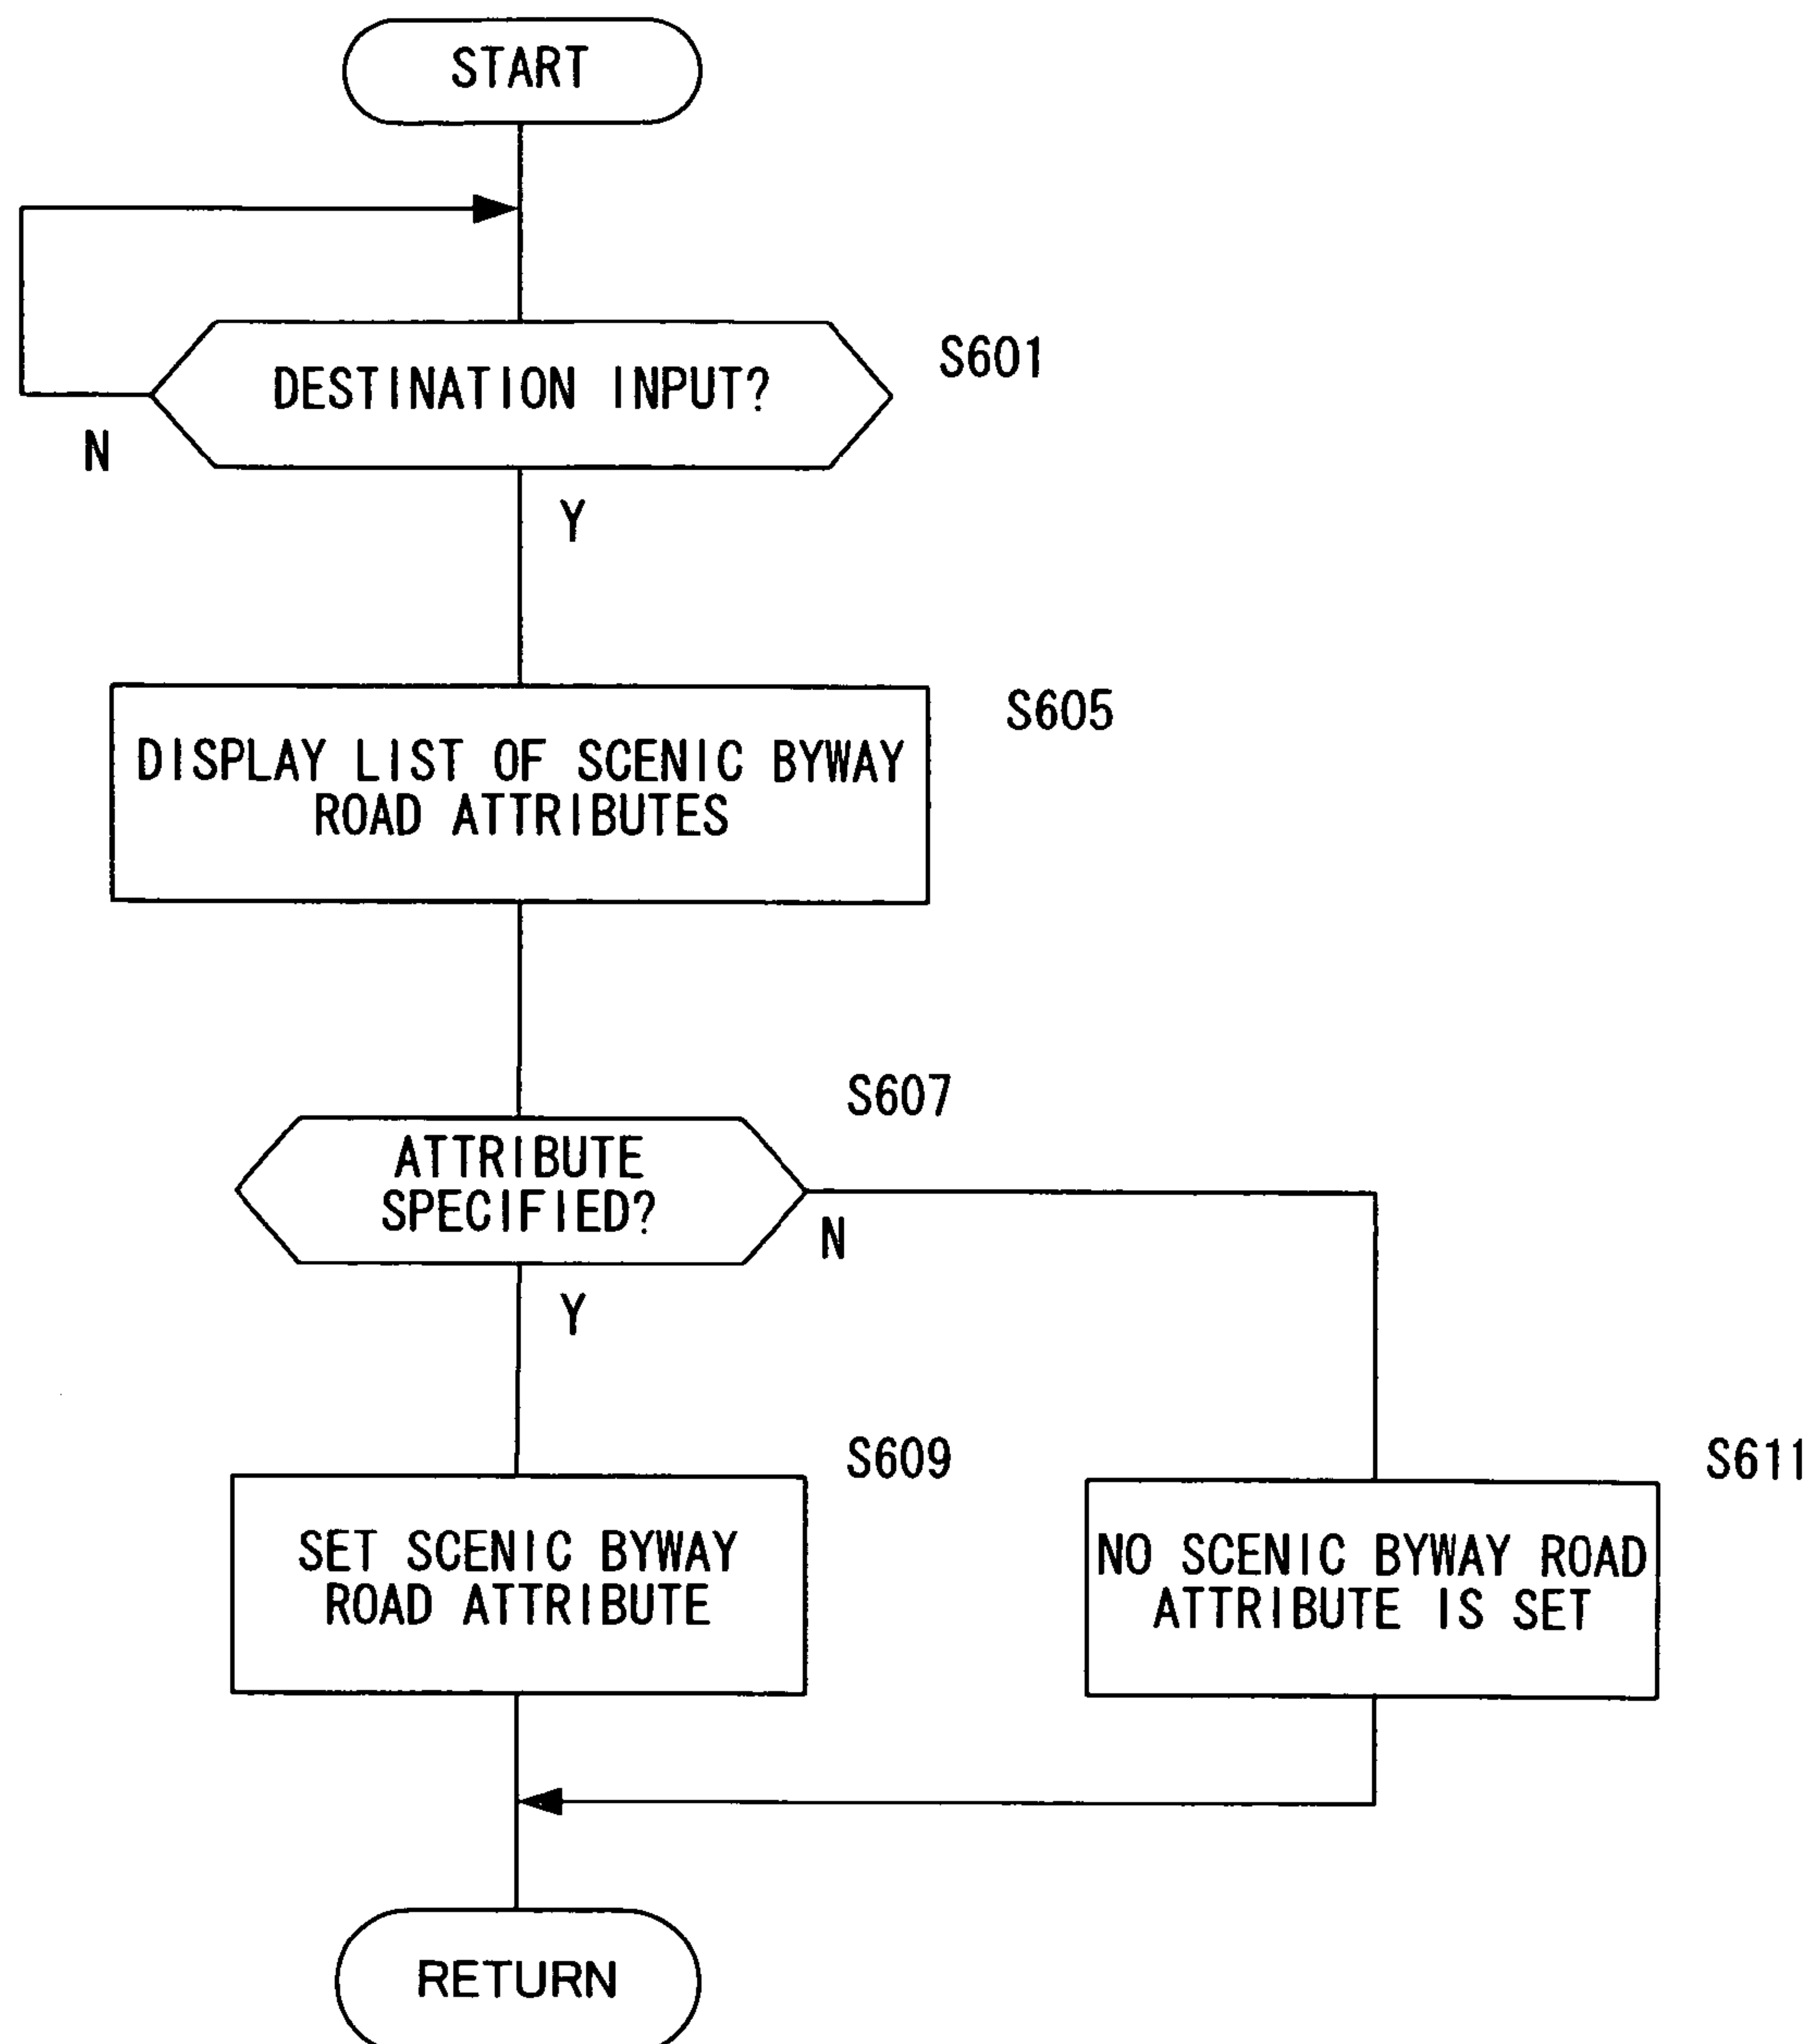 START
DESTINATION INPUT?
S601
N
Y
S605
DISPLAY LIST OF SCENIC BYWAY
ROAD ATTRIBUTES
S607
ATTRIBUTE
SPECIFIED?
N
Y
S609
SET SCENIC BYWAY
ROAD ATTRIBUTE
S611
NO SCENIC BYWAY ROAD
ATTRIBUTE IS SET
RETURN